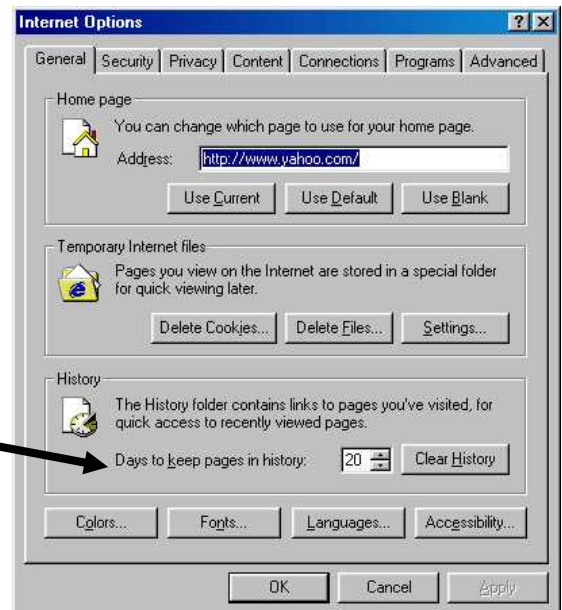 Internet Options
General Security Privacy Content Connections Programs Advanced
Home page
You can change which page to use for your home page.
Address: http://www.yahoo.com/
Use Current Use Default Use Blank
Temporary Internet files
Pages you view on the Internet are stored in a special folder
for quick viewing later.
Delete Cookies... Delete Files... Settings...
History
The History folder contains links to pages you've visited, for
quick access to recently viewed pages.
Days to keep pages in history: 20 Clear History
Colors... Fonts... Languages... Accessibility...
OK Cancel Apply